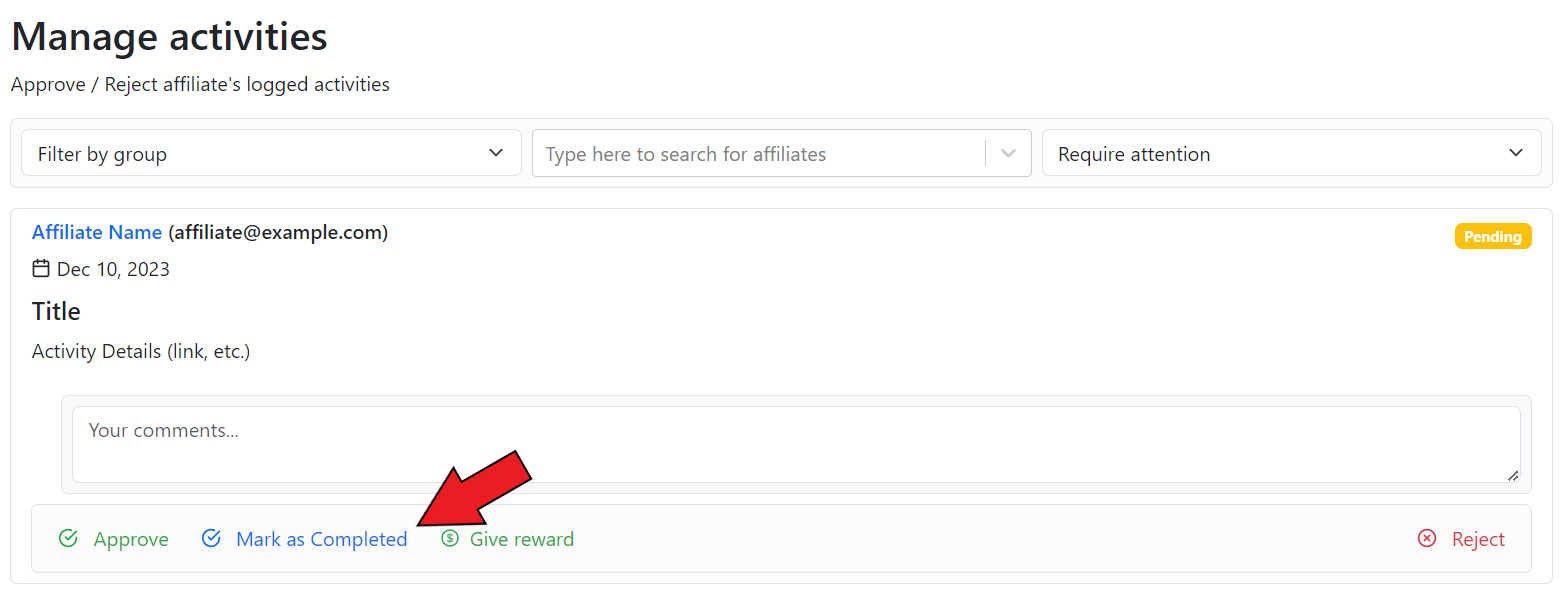 Manage activities
Approve / Reject affiliate's logged activities
Filter by group
Type here to search for affiliates
Require attention
Affiliate Name (affiliate@example.com)
Pending
Dec 10, 2023
Title
Activity Details (link, etc.)
Your comments...
Approve
Mark as Completed
Give reward
Reject